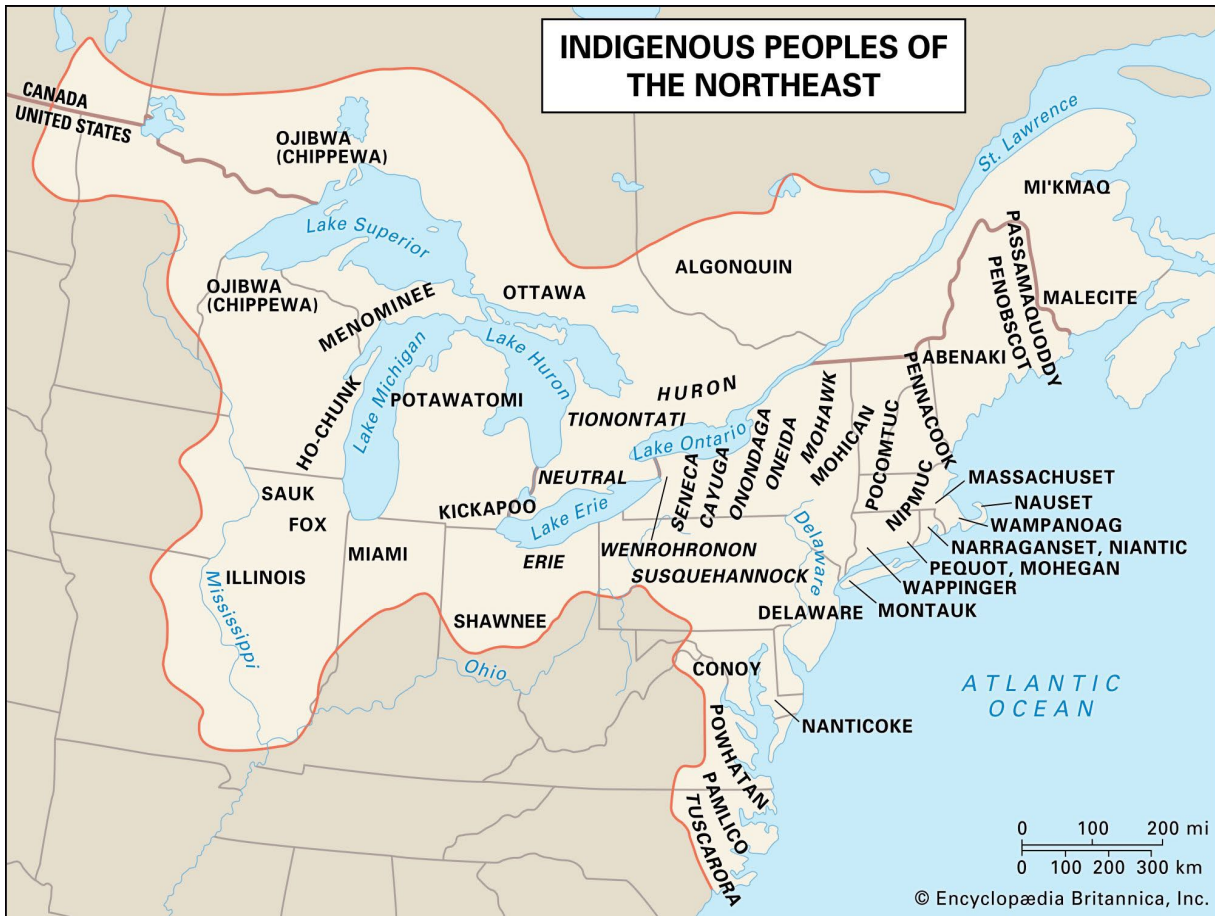 INDIGENOUS PEOPLES OF
THE NORTHEAST
CANADA
UNITED STATES
OJIBWA
(CHIPPEWA)
St. Lawrence
MI'KMAQ
Lake Superior
PASSAMAQUODDY
PENOBSCOT
ALGONQUIN
OJIBWA
(CHIPPEWA)
OTTAWA
MALECITE
MENOMINEE
Lake Huron
ABENAKI
Lake Michigan
PENNACOOK
HO-CHUNK
POTAWATOMI
HURON
TIONONTATI
MOHAWK
MOHICAN
POCOMTUC
Lake Ontario
ONEIDA
ONONDAGA
CAYUGA
SENECA
NEUTRAL
NIPMUC
MASSACHUSET
SAUK
KICKAPOO
NAUSET
FOX
Lake Erie
WAMPANOAG
MIAMI
ERIE
WENROHRONON
Delaware
NARRAGANSET, NIANTIC
PEQUOT, MOHEGAN
ILLINOIS
SUSQUEHANNOCK
WAPPINGER
MONTAUK
Mississippi
SHAWNEE
DELAWARE
Ohio
CONOY
ATLANTIC
OCEAN
NANTICOKE
POWHATAN
PAMLICO
TUSCARORA
0 100 200 mi
0 100 200 300 km
© Encyclopædia Britannica, Inc.